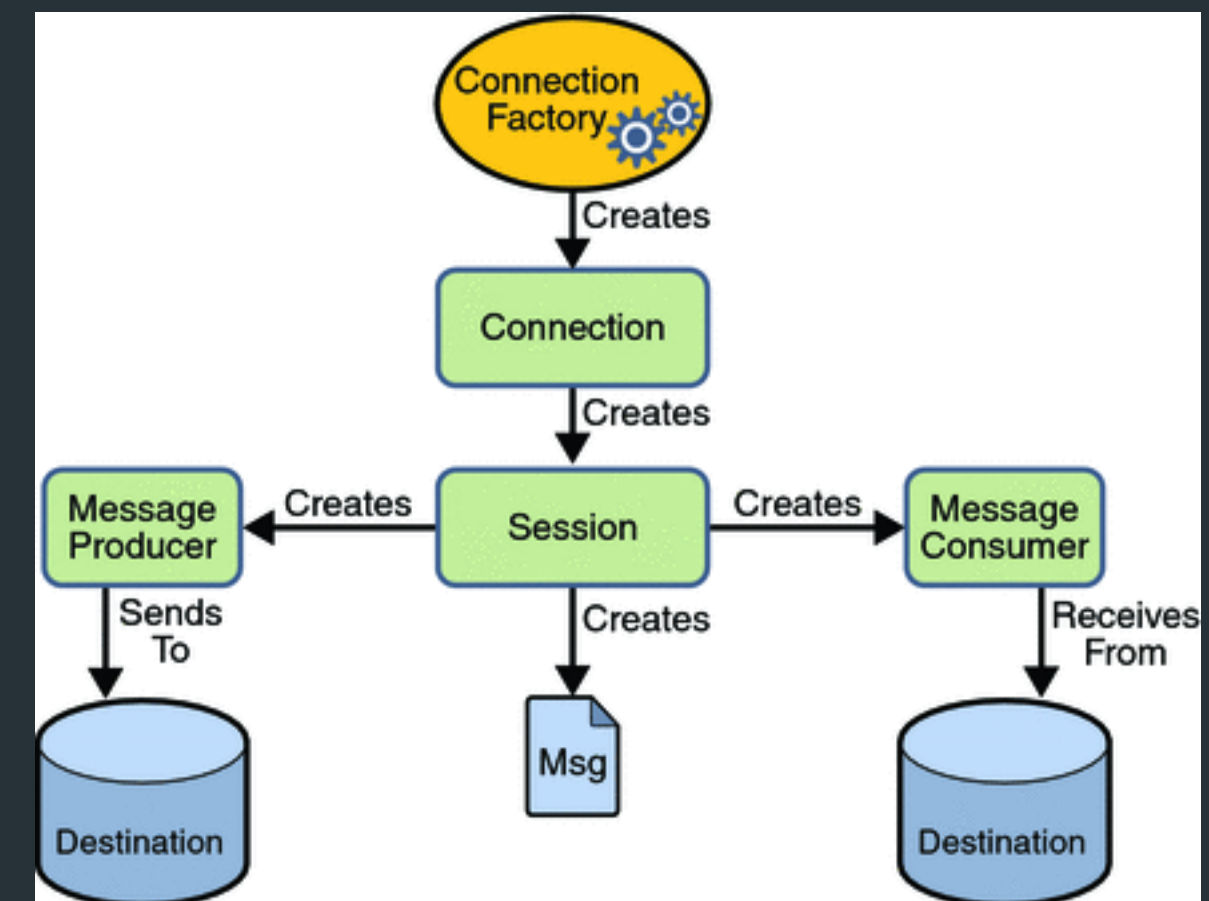 Connection
Factory
Creates
Connection
Creates
Message
Producer
Creates
Session
Creates
Message
Consumer
Sends
To
Creates
Receives
From
Msg
Destination
Destination